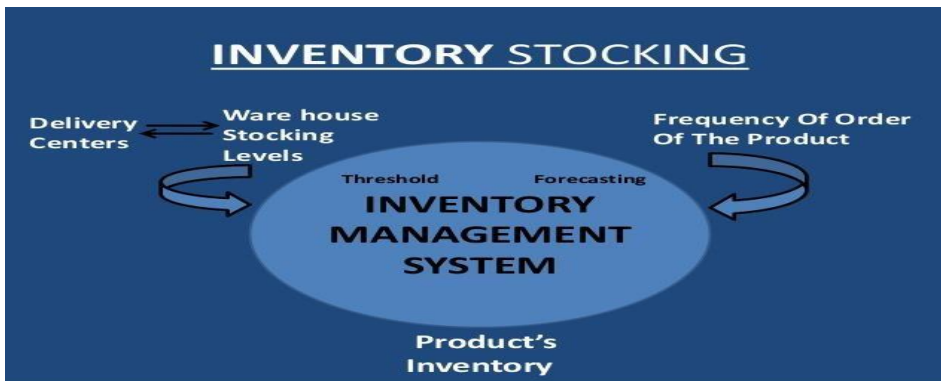 INVENTORY STOCKING
Delivery
Centers
Ware house
Stocking
Levels
Frequency Of Order
Of The Product
Threshold
Forecasting
INVENTORY
MANAGEMENT
SYSTEM
Product's
Inventory